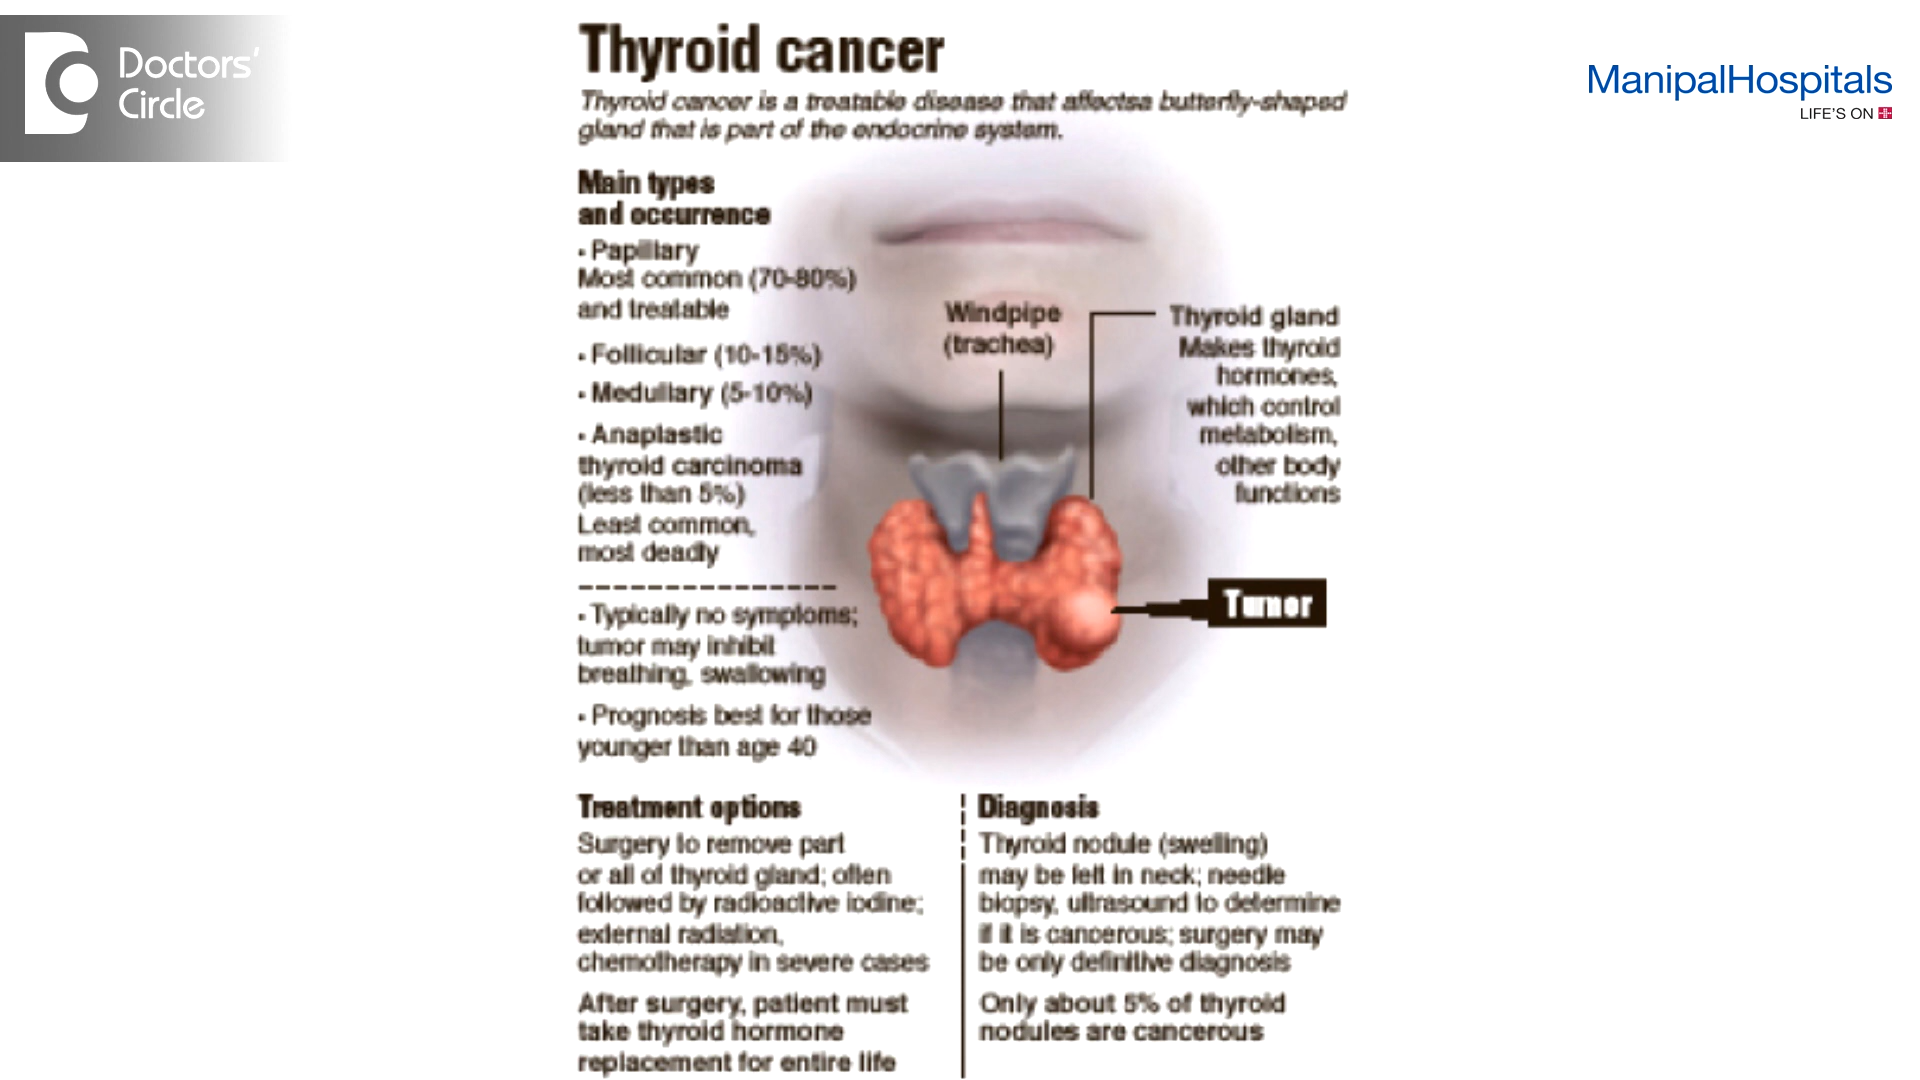 Doctors'
Circle
ManipalHospitals
LIFE'S ON
Thyroid cancer
Thyroid cancer is a treatable disease that affectsa butterfly-shaped
gland that is part of the endocrine system.
Main types
and occurrence
• Papillary
Most common (70-80%)
and treatable
• Follicular (10-15%)
• Medullary (5-10%)
• Anaplastic
thyroid carcinoma
(less than 5%)
Least common,
most deadly
• Typically no symptoms;
tumor may inhibit
breathing, swallowing
• Prognosis best for those
younger than age 40
Windpipe
(trachea)
Thyroid gland
Makes thyroid
hormones,
which control
metabolism,
other body
functions
Tumor
Treatment options
Surgery to remove part
or all of thyroid gland; often
followed by radioactive iodine;
external radiation,
chemotherapy in severe cases
After surgery, patient must
take thyroid hormone
replacement for entire life
Diagnosis
Thyroid nodule (swelling)
may be felt in neck; needle
biopsy, ultrasound to determine
if it is cancerous; surgery may
be only definitive diagnosis
Only about 5% of thyroid
nodules are cancerous